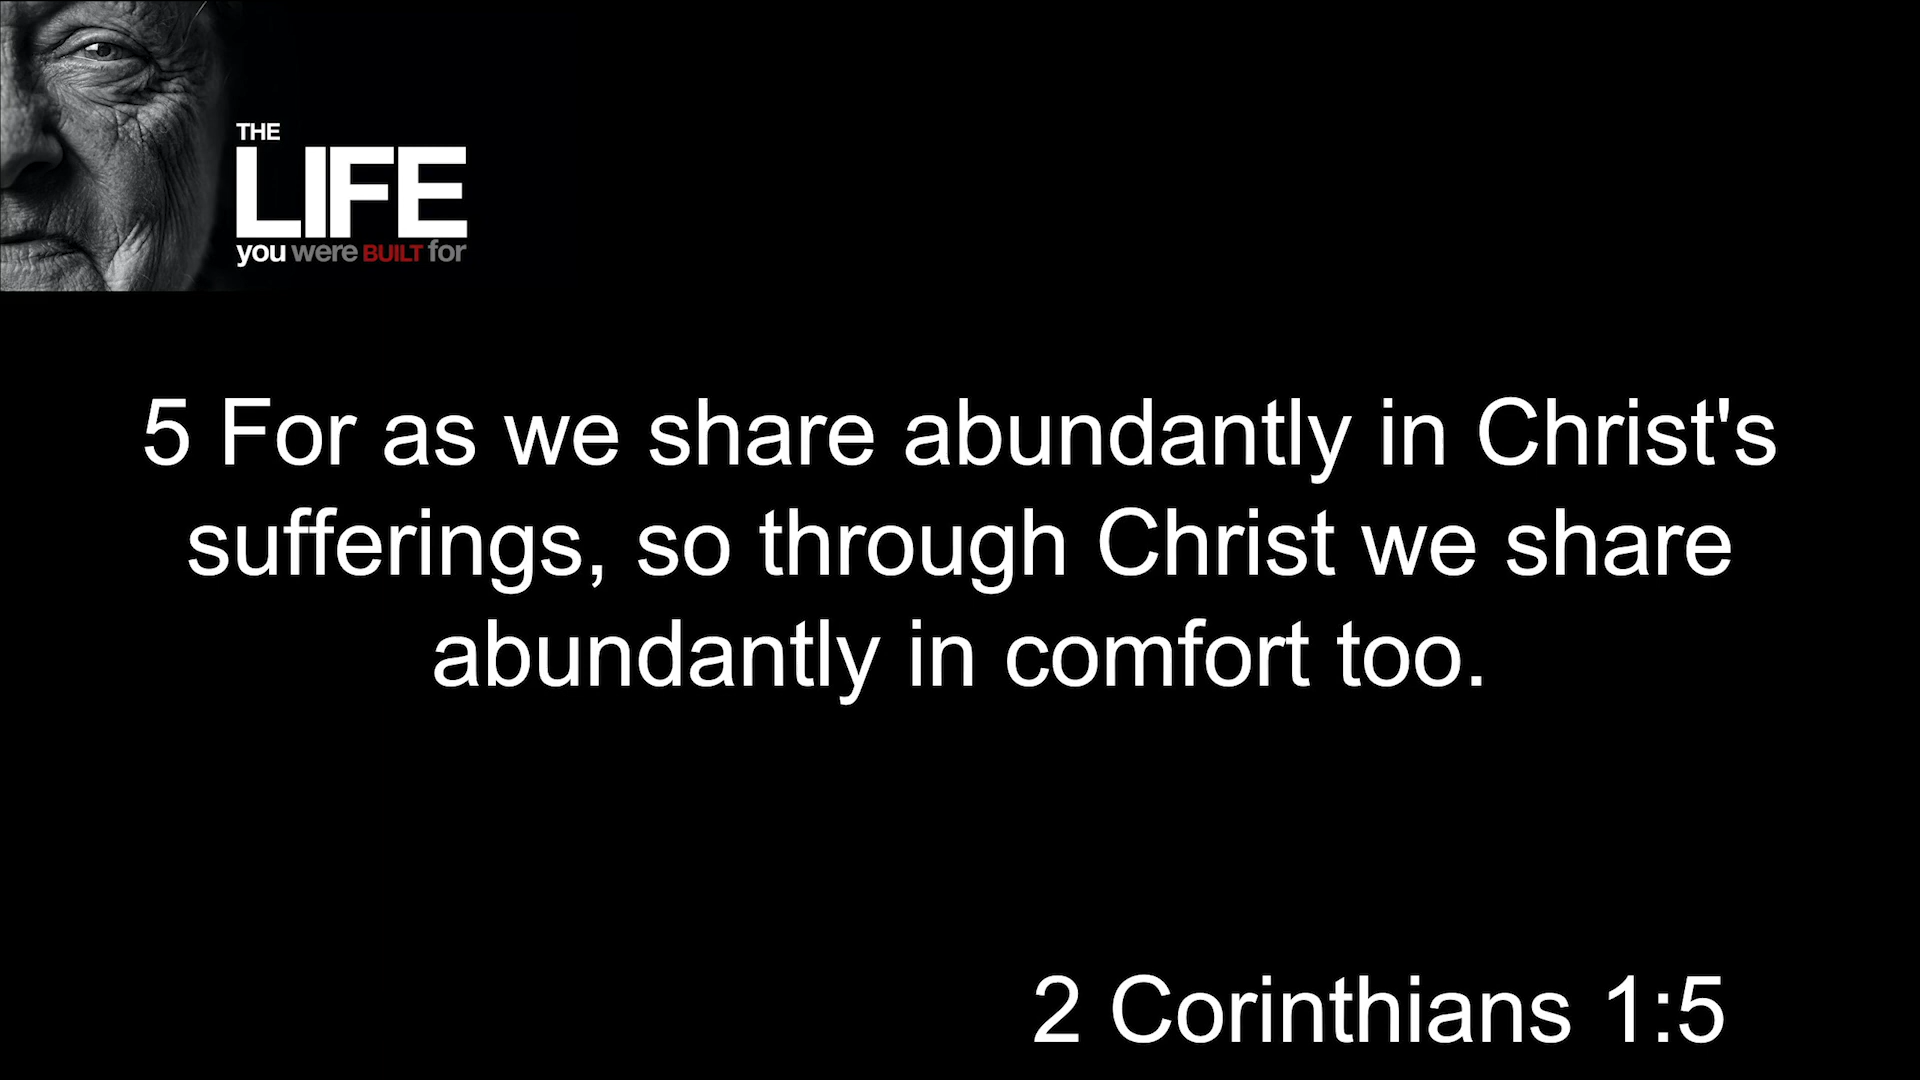 THE
LIFE
you were BUILT for
5 For as we share abundantly in Christ's
sufferings, so through Christ we share
abundantly in comfort too.
2 Corinthians 1:5